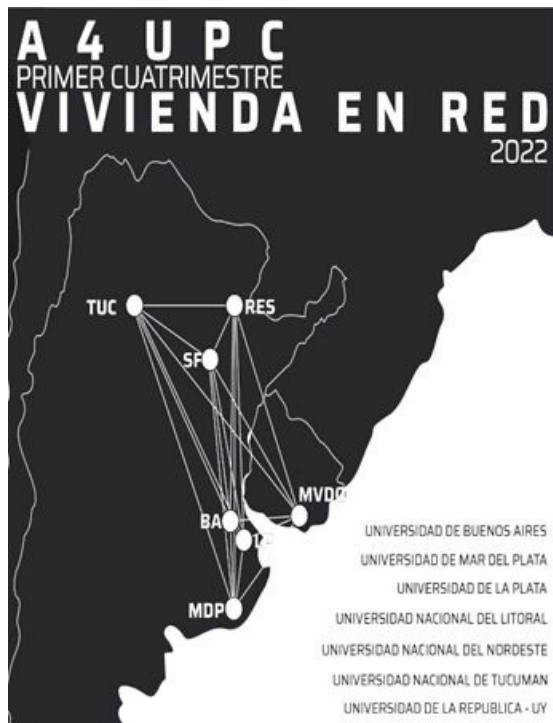 A 4 U P C
PRIMER CUATRIMESTRE
VIVIENDA EN RED
2022
TUC
RES
SF
MVDO
BA
MDP
UNIVERSIDAD DE BUENOS AIRES
UNIVERSIDAD DE MAR DEL PLATA
UNIVERSIDAD DE LA PLATA
UNIVERSIDAD NACIONAL DEL LITORAL
UNIVERSIDAD NACIONAL DEL NORDESTE
UNIVERSIDAD NACIONAL DE TUCUMAN
UNIVERSIDAD DE LA REPUBLICA - UY